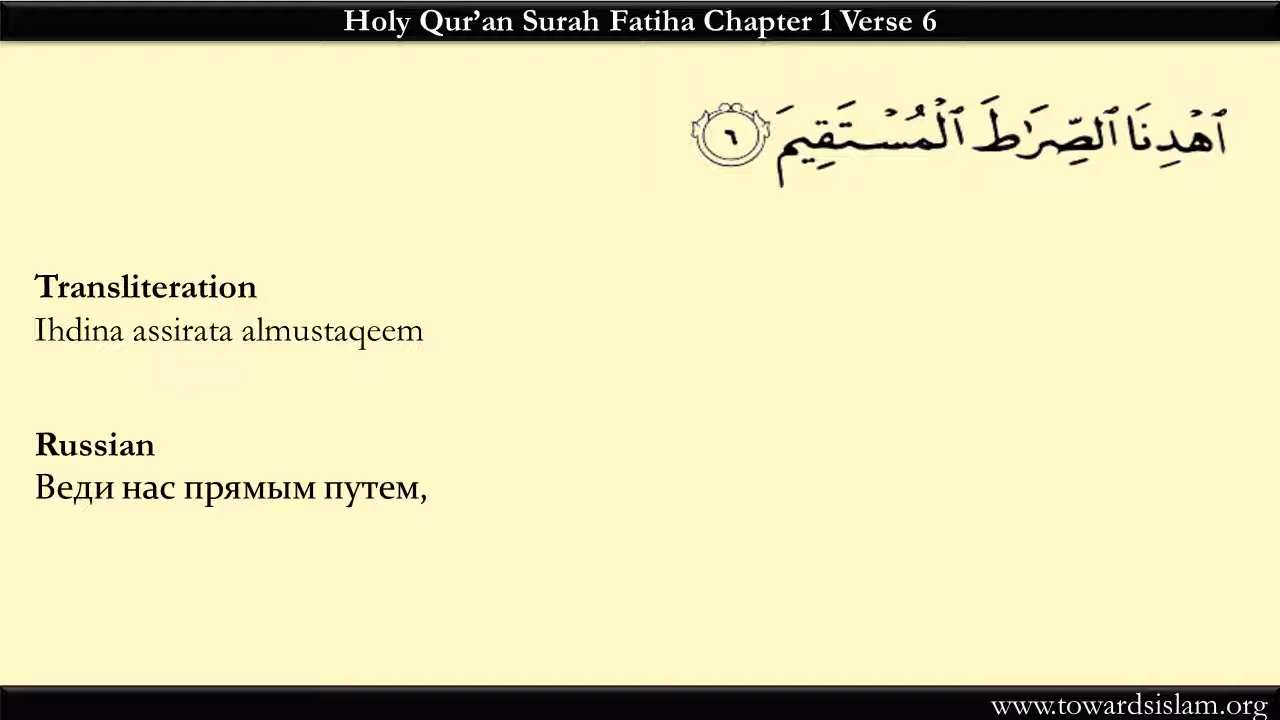 Holy Qur’an Surah Fatiha Chapter 1 Verse 6
ٱهْدِنَا ٱلصِّرَٰطَ ٱلْمُسْتَقِيمَ ٦
Transliteration
Ihdina assirata almustaqeem
Russian
Веди нас прямым путем,
www.towardsislam.org